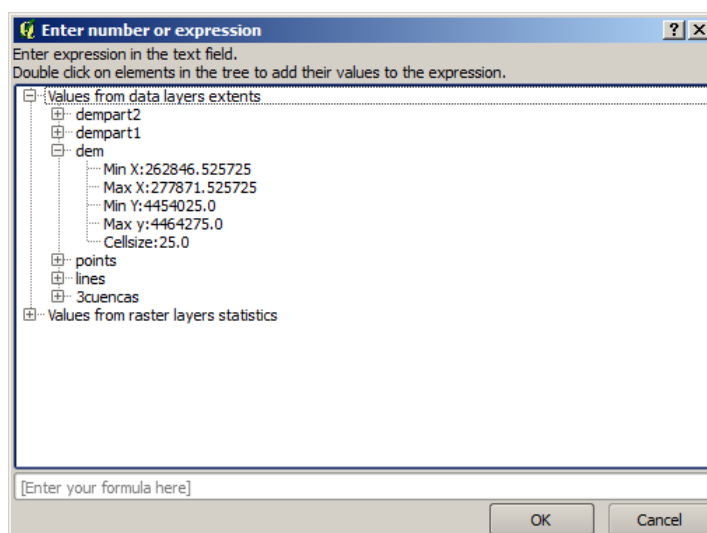 Enter number or expression
Enter expression in the text field.
Double click on elements in the tree to add their values to the expression.
Values from data layers extents
dempart2
dempart1
dem
Min X:262846.525725
Max X:277871.525725
Min Y:4454025.0
Max y:4464275.0
Cellsize:25.0
points
lines
3cuencas
Values from raster layers statistics
[Enter your formula here]
OK Cancel